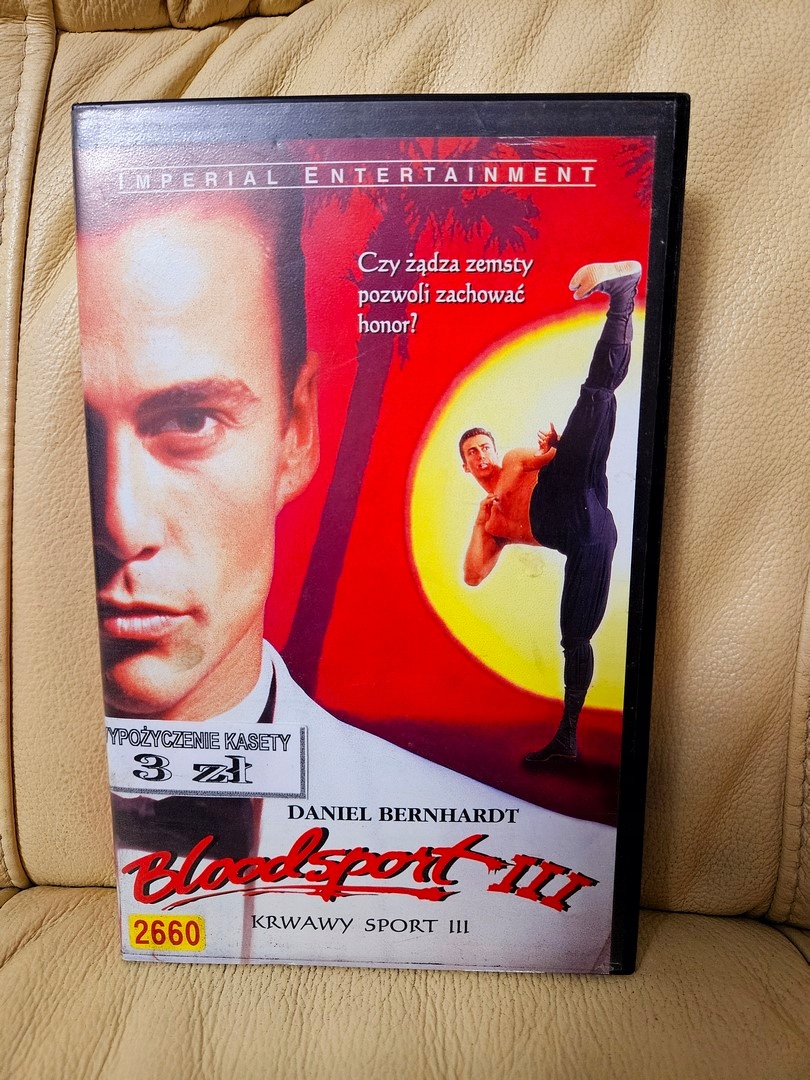 IMPERIAL ENTERTAINMENT
Czy żądza zemsty
pozwoli zachować
honor?
YPOŻYCZENIE KASETY
3 zł
DANIEL BERNHARDT
Bloodsport III
KRWAWY SPORT III
2660